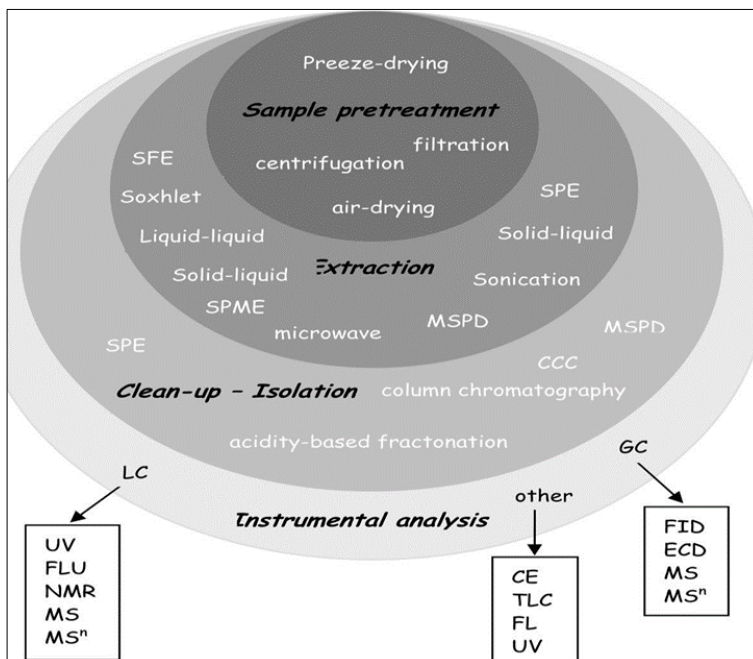 Preeze-drying
Sample pretreatment
filtration
centrifugation
air-drying
SFE
Soxhlet
Liquid-liquid
Solid-liquid
SPME
microwave
Extraction
MSPD
Sonication
Solid-liquid
SPE
SPE
MSPD
CCC
Clean-up – Isolation
column chromatography
acidity-based fractonation
Instrumental analysis
LC
UV
FLU
NMR
MS
MSⁿ
other
CE
TLC
FL
UV
GC
FID
ECD
MS
MSⁿ